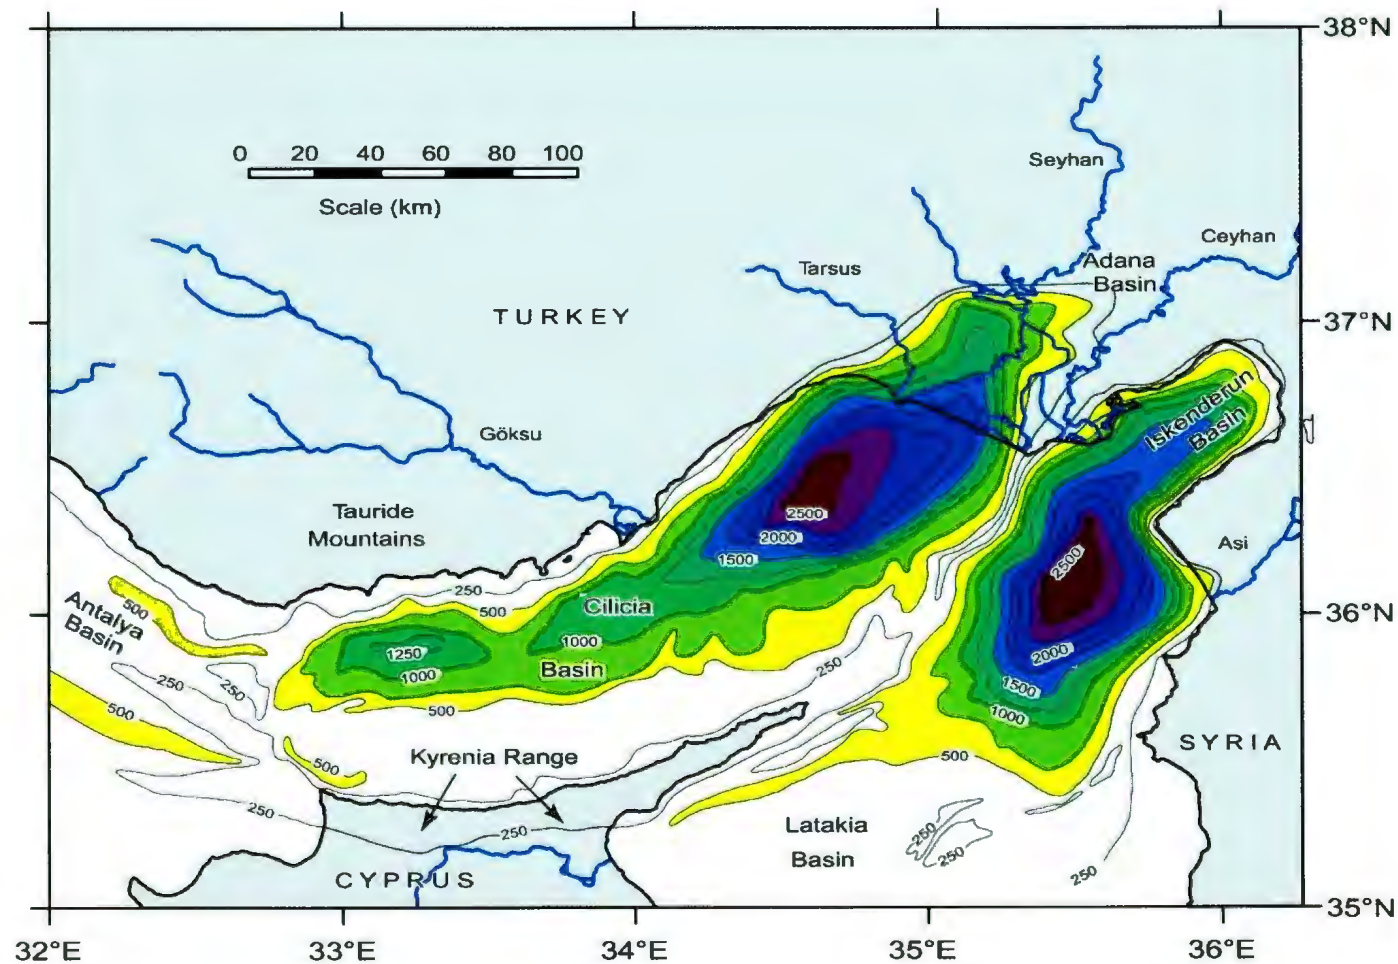 38°N
0 20 40 60 80 100
Scale (km)
Seyhan
Ceyhan
Tarsus
Adana
Basin
TURKEY
37°N
Göksu
Iskenderun
Basin
Tauride
Mountains
2500
2000
1500
2500
Asi
250
500
Cilicia
500
Antalya
Basin
36°N
1000
1250
1000
Basin
2000
250
250
250
1500
1000
500
500
SYRIA
500
Kyrenia Range
500
250
250
Latakia
Basin
250
250
250
CYPRUS
35°N
32°E 33°E 34°E 35°E 36°E